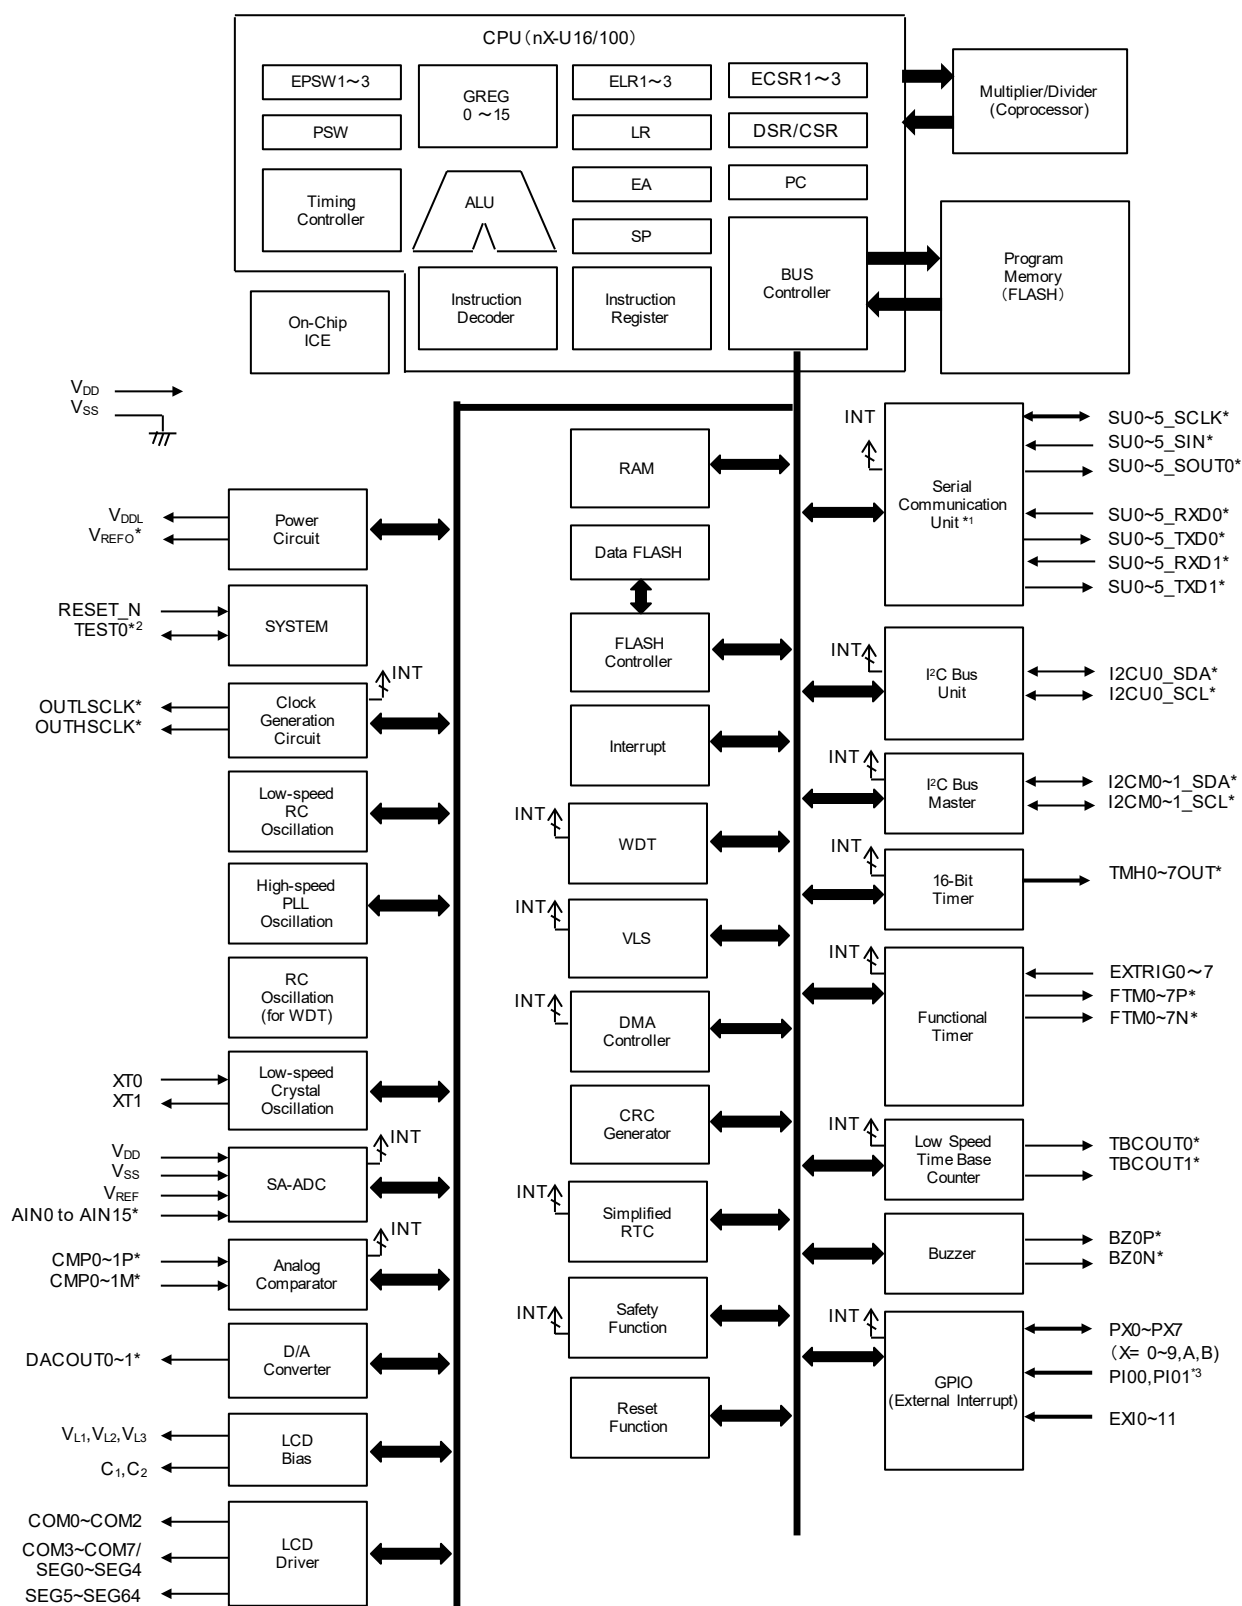 CPU（nX-U16/100）
EPSW1～3
GREG
0 ～15
ELR1～3
ECSR1～3
Multiplier/Divider
(Coprocessor)
PSW
LR
DSR/CSR
Timing
Controller
ALU
EA
PC
SP
BUS
Controller
Program
Memory
（FLASH）
On-Chip
ICE
Instruction
Decoder
Instruction
Register
VDD
VSS
VDDL
VREFO*
Power
Circuit
RESET_N
TEST0*2
SYSTEM
INT
OUTLSCLK*
OUTHSCLK*
Clock
Generation
Circuit
Low-speed
RC
Oscillation
High-speed
PLL
Oscillation
RC
Oscillation
(for WDT)
XT0
XT1
Low-speed
Crystal
Oscillation
INT
VDD
VSS
VREF
AIN0 to AIN15*
SA-ADC
INT
CMP0~1P*
CMP0~1M*
Analog
Comparator
DACOUT0~1*
D/A
Converter
VL1,VL2,VL3
C1,C2
LCD
Bias
COM0~COM2
COM3~COM7/
SEG0~SEG4
SEG5~SEG64
LCD
Driver
RAM
Data FLASH
FLASH
Controller
Interrupt
INT
WDT
INT
VLS
INT
DMA
Controller
CRC
Generator
INT
Simplified
RTC
INT
Safety
Function
Reset
Function
INT
Serial
Communication
Unit *1
SU0~5_SCLK*
SU0~5_SIN*
SU0~5_SOUT0*
SU0~5_RXD0*
SU0~5_TXD0*
SU0~5_RXD1*
SU0~5_TXD1*
INT
I²C Bus
Unit
I2CU0_SDA*
I2CU0_SCL*
INT
I²C Bus
Master
I2CM0~1_SDA*
I2CM0~1_SCL*
INT
16-Bit
Timer
TMH0~7OUT*
INT
Functional
Timer
EXTRIG0～7
FTM0~7P*
FTM0~7N*
INT
Low Speed
Time Base
Counter
TBCOUT0*
TBCOUT1*
Buzzer
BZ0P*
BZ0N*
INT
GPIO
(External Interrupt)
PX0~PX7
（X= 0~9,A,B)
PI00,PI01*3
EXI0~11